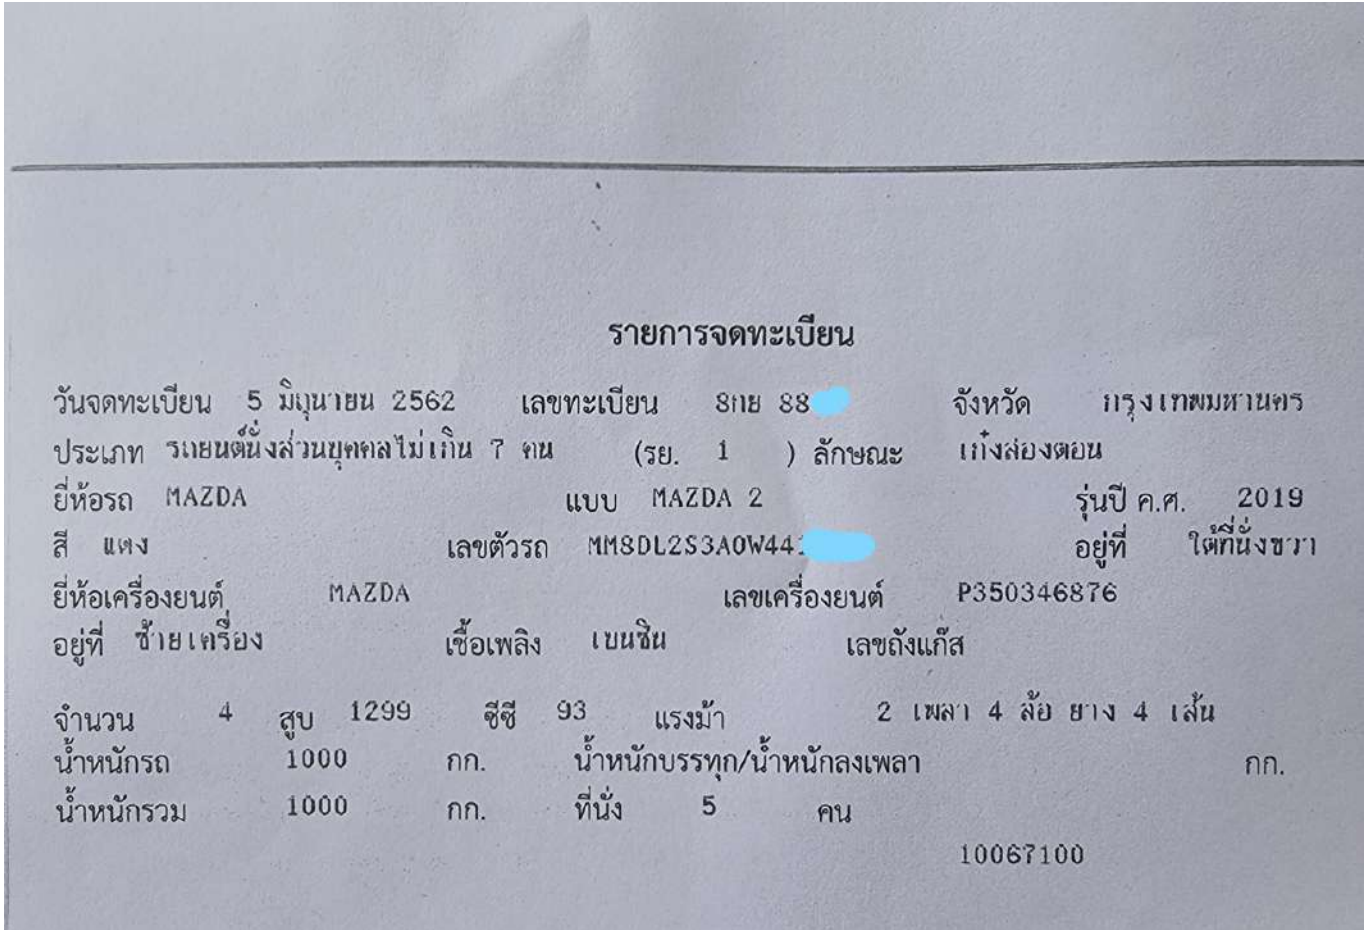 รายการจดทะเบียน
วันจดทะเบียน 5 มิถุนายน 2562 เลขทะเบียน 8กย 88 จังหวัด กรุงเทพมหานคร
ประเภท รถยนต์นั่งส่วนบุคคลไม่เกิน 7 คน (รย. 1 ) ลักษณะ เก๋งสองตอน
ยี่ห้อรถ MAZDA แบบ MAZDA 2 รุ่นปี ค.ศ. 2019
สี แดง เลขตัวรถ MM8DL2S3A0W441 อยู่ที่ ใต้ที่นั่งขวา
ยี่ห้อเครื่องยนต์ MAZDA เลขเครื่องยนต์ P350346876
อยู่ที่ ซ้ายเครื่อง เชื้อเพลิง เบนซิน เลขถังแก๊ส
จำนวน 4 สูบ 1299 ซีซี 93 แรงม้า 2 เพลา 4 ล้อ ยาง 4 เส้น
น้ำหนักรถ 1000 กก. น้ำหนักบรรทุก/น้ำหนักลงเพลา กก.
น้ำหนักรวม 1000 กก. ที่นั่ง 5 คน
10067100